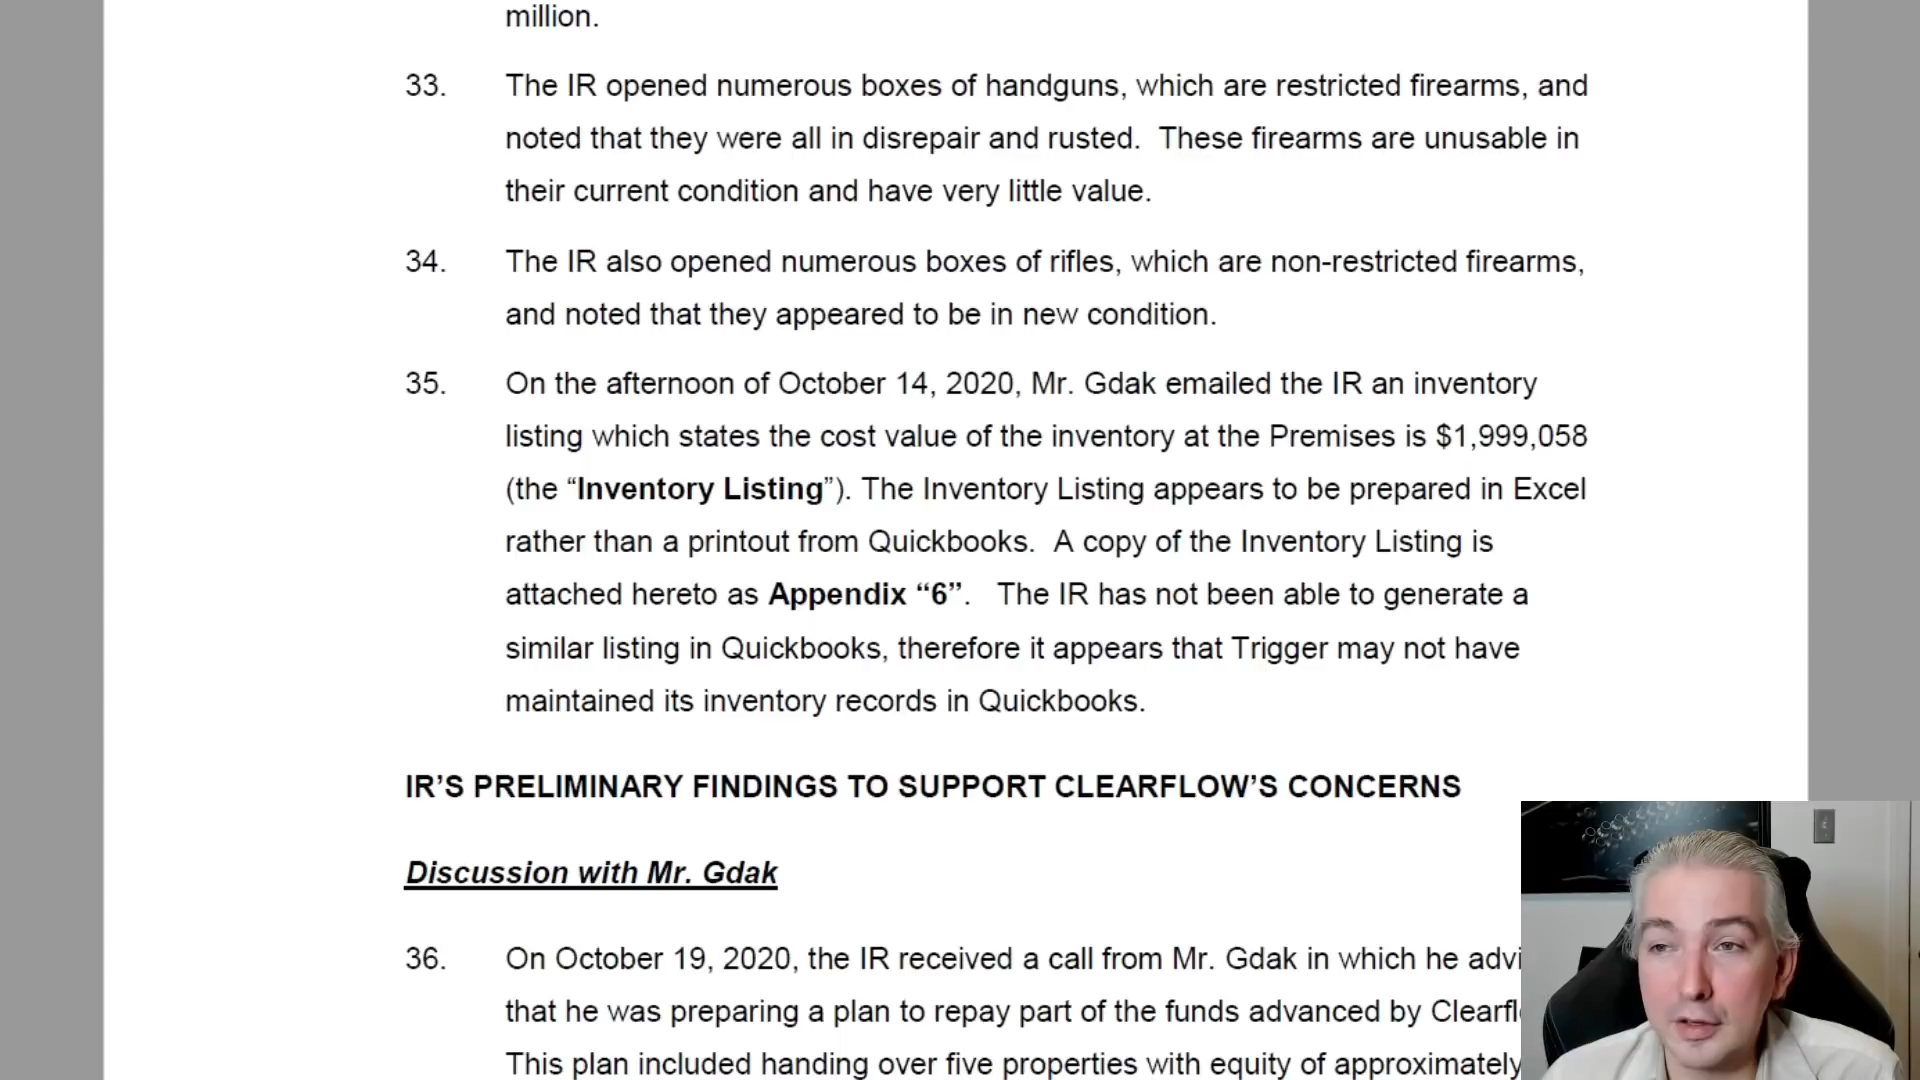 million.
33. The IR opened numerous boxes of handguns, which are restricted firearms, and
noted that they were all in disrepair and rusted. These firearms are unusable in
their current condition and have very little value.
34. The IR also opened numerous boxes of rifles, which are non-restricted firearms,
and noted that they appeared to be in new condition.
35. On the afternoon of October 14, 2020, Mr. Gdak emailed the IR an inventory
listing which states the cost value of the inventory at the Premises is $1,999,058
(the “Inventory Listing”). The Inventory Listing appears to be prepared in Excel
rather than a printout from Quickbooks. A copy of the Inventory Listing is
attached hereto as Appendix “6”. The IR has not been able to generate a
similar listing in Quickbooks, therefore it appears that Trigger may not have
maintained its inventory records in Quickbooks.
IR’S PRELIMINARY FINDINGS TO SUPPORT CLEARFLOW’S CONCERNS
Discussion with Mr. Gdak
36. On October 19, 2020, the IR received a call from Mr. Gdak in which he advi
that he was preparing a plan to repay part of the funds advanced by Clearfl
This plan included handing over five properties with equity of approximately